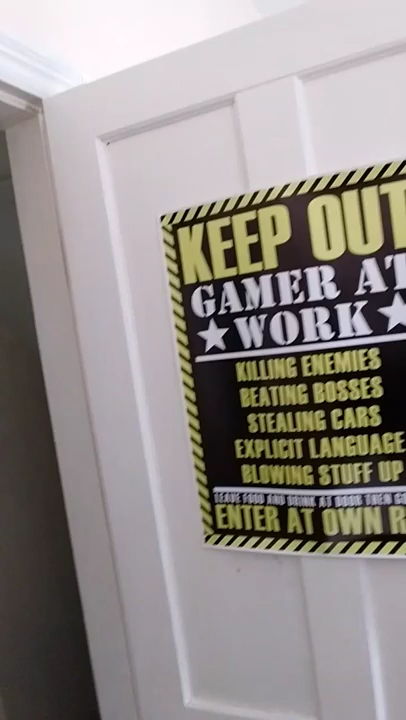 KEEP OUT
GAMER AT
WORK
KILLING ENEMIES
BEATING BOSSES
STEALING CARS
EXPLICIT LANGUAGE
BLOWING STUFF UP
LEAVE FOOD AND DRINK AT DOOR THEN
ENTER AT OWN